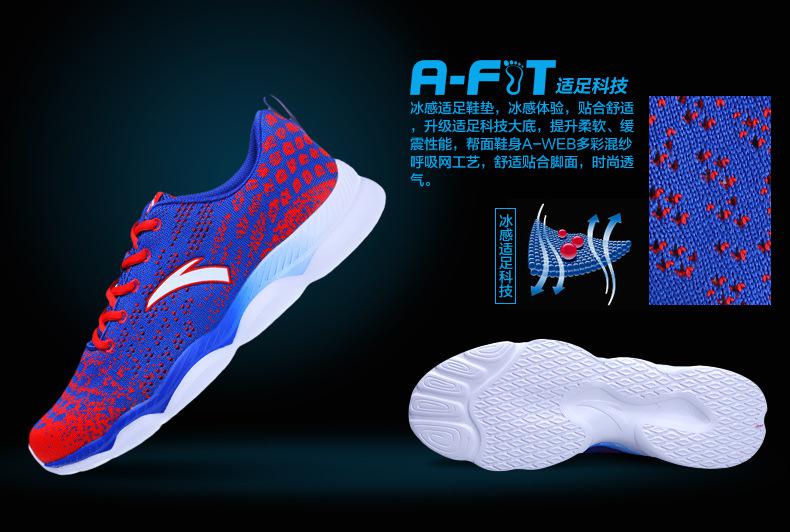 A-FIT 适足科技
冰感适足鞋垫，冰感体验，贴合舒适
，升级适足科技大底，提升柔软、缓
震性能，帮面鞋身A-WEB多彩混纱
呼吸网工艺，舒适贴合脚面，时尚透
气。
冰感适足科技